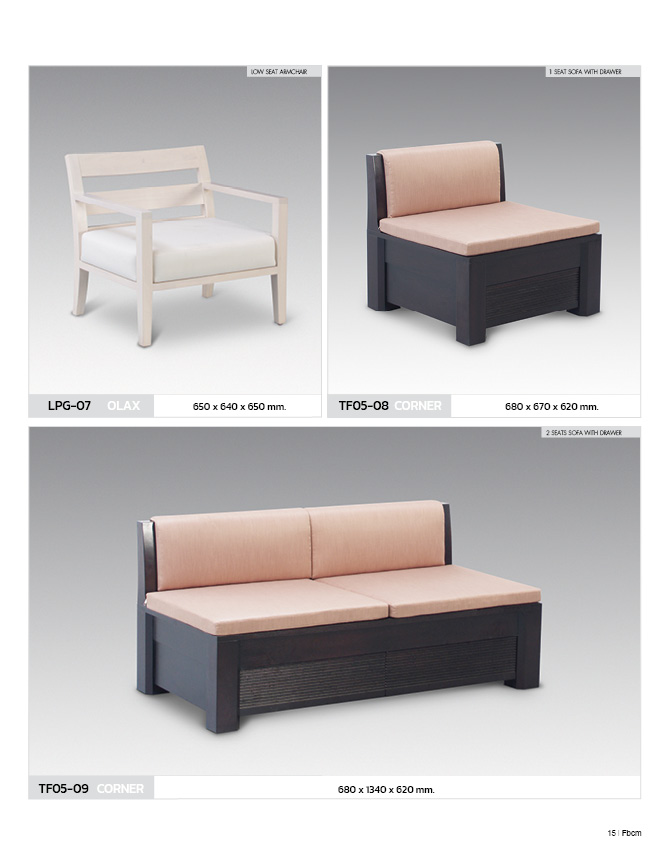 LOW SEAT ARMCHAIR
LPG-07 OLAX 650 x 640 x 650 mm.
1 SEAT SOFA WITH DRAWER
TF05-08 CORNER 680 x 670 x 620 mm.
2 SEATS SOFA WITH DRAWER
TF05-09 CORNER 680 x 1340 x 620 mm.
15 | Fbcm